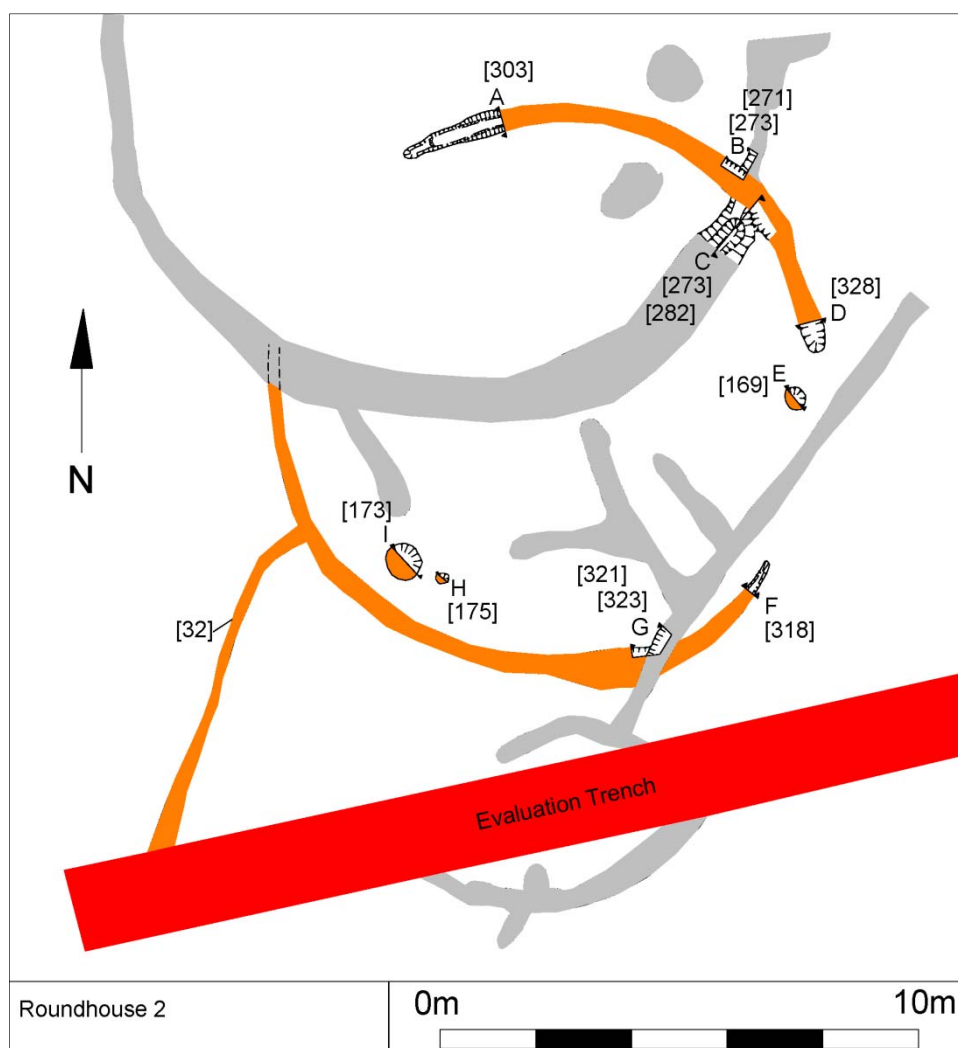 [303]
A
[271]
[273]
B
C
[273]
[282]
[328]
D
E
[169]
N
[173]
I
H
[175]
[321]
[323]
G
F
[318]
[32]
Evaluation Trench
Roundhouse 2
0m
10m